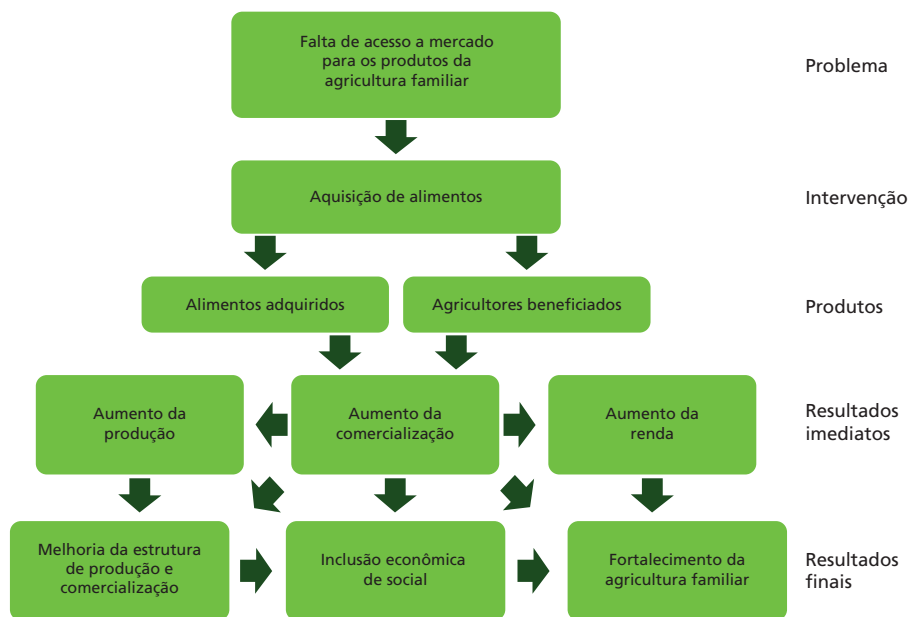 Falta de acesso a mercado
para os produtos da
agricultura familiar
Problema
Aquisição de alimentos
Intervenção
Alimentos adquiridos
Agricultores beneficiados
Produtos
Aumento da
produção
Aumento da
comercialização
Aumento da
renda
Resultados
imediatos
Melhoria da estrutura
de produção e
comercialização
Inclusão econômica
de social
Fortalecimento da
agricultura familiar
Resultados
finais